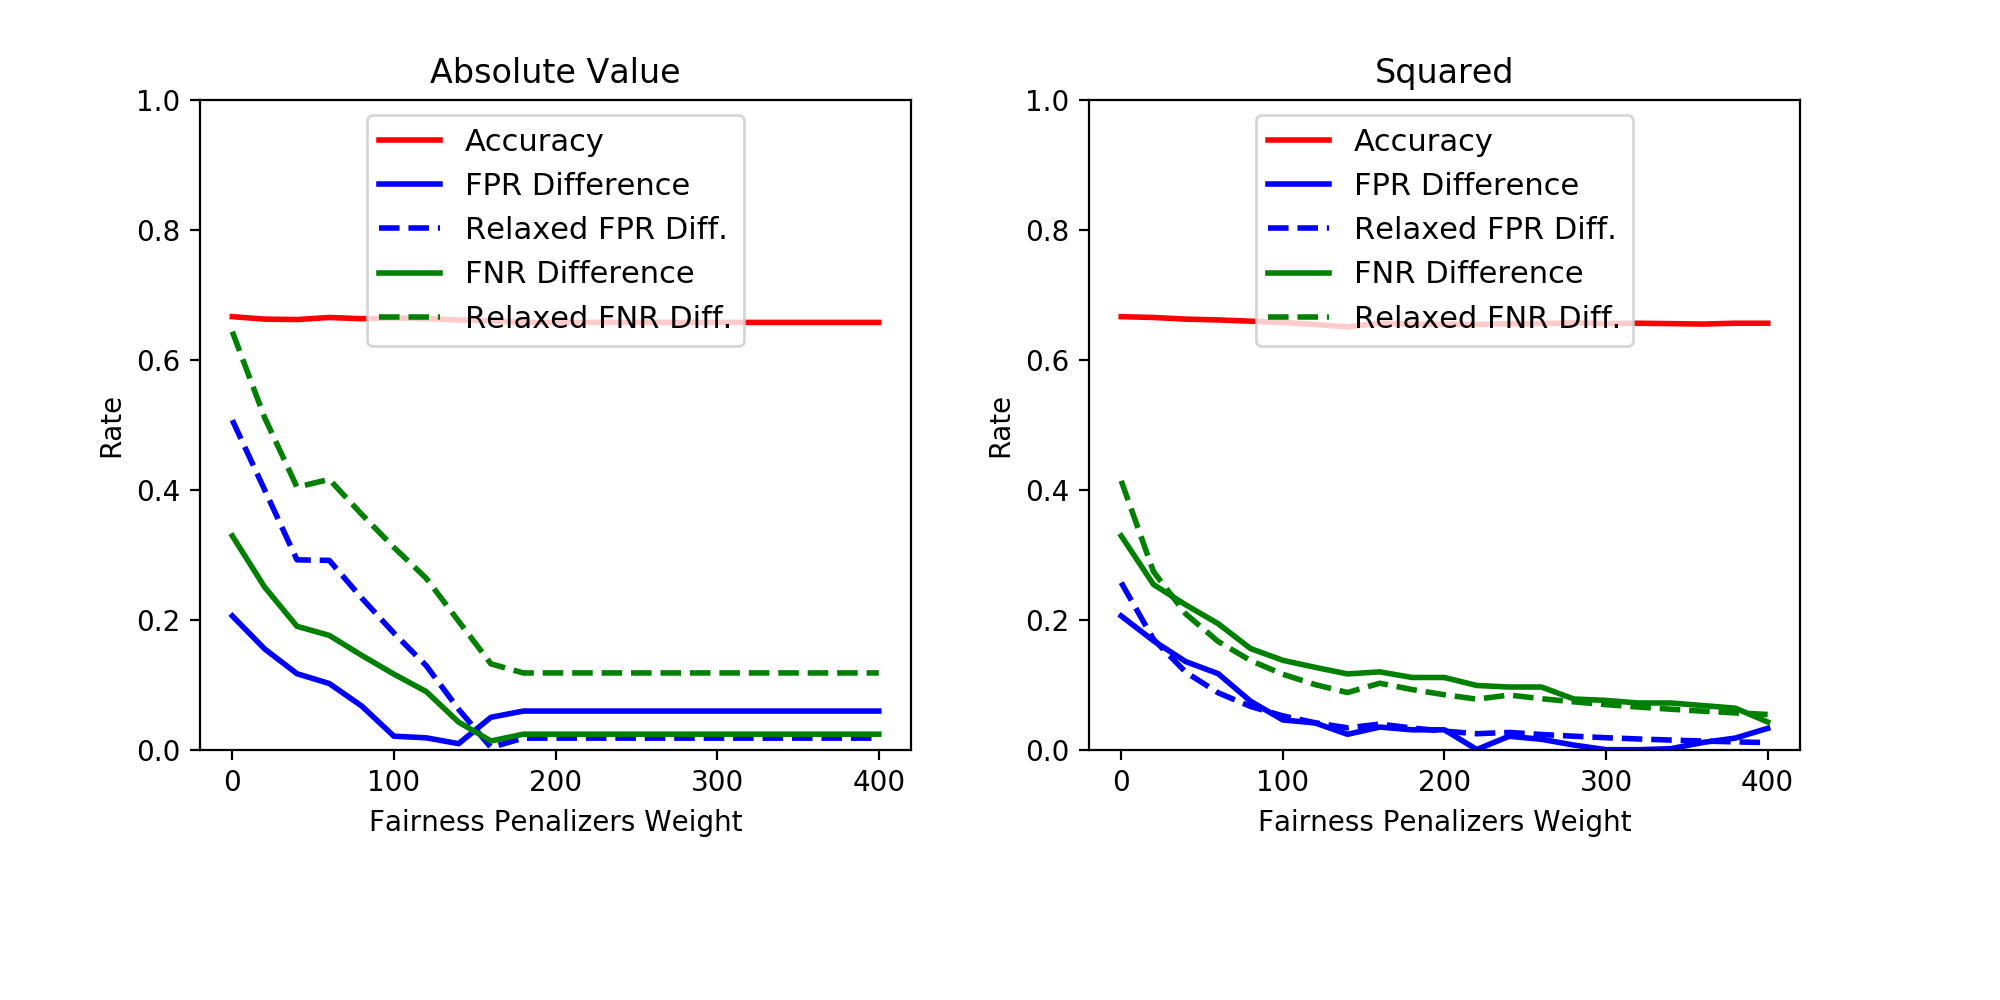 Absolute Value
1.0
0.8
0.6
0.4
0.2
0.0
Rate
Accuracy
FPR Difference
Relaxed FPR Diff.
FNR Difference
Relaxed FNR Diff.
0 100 200 300 400
Fairness Penalizers Weight
Squared
1.0
0.8
0.6
0.4
0.2
0.0
Rate
Accuracy
FPR Difference
Relaxed FPR Diff.
FNR Difference
Relaxed FNR Diff.
0 100 200 300 400
Fairness Penalizers Weight